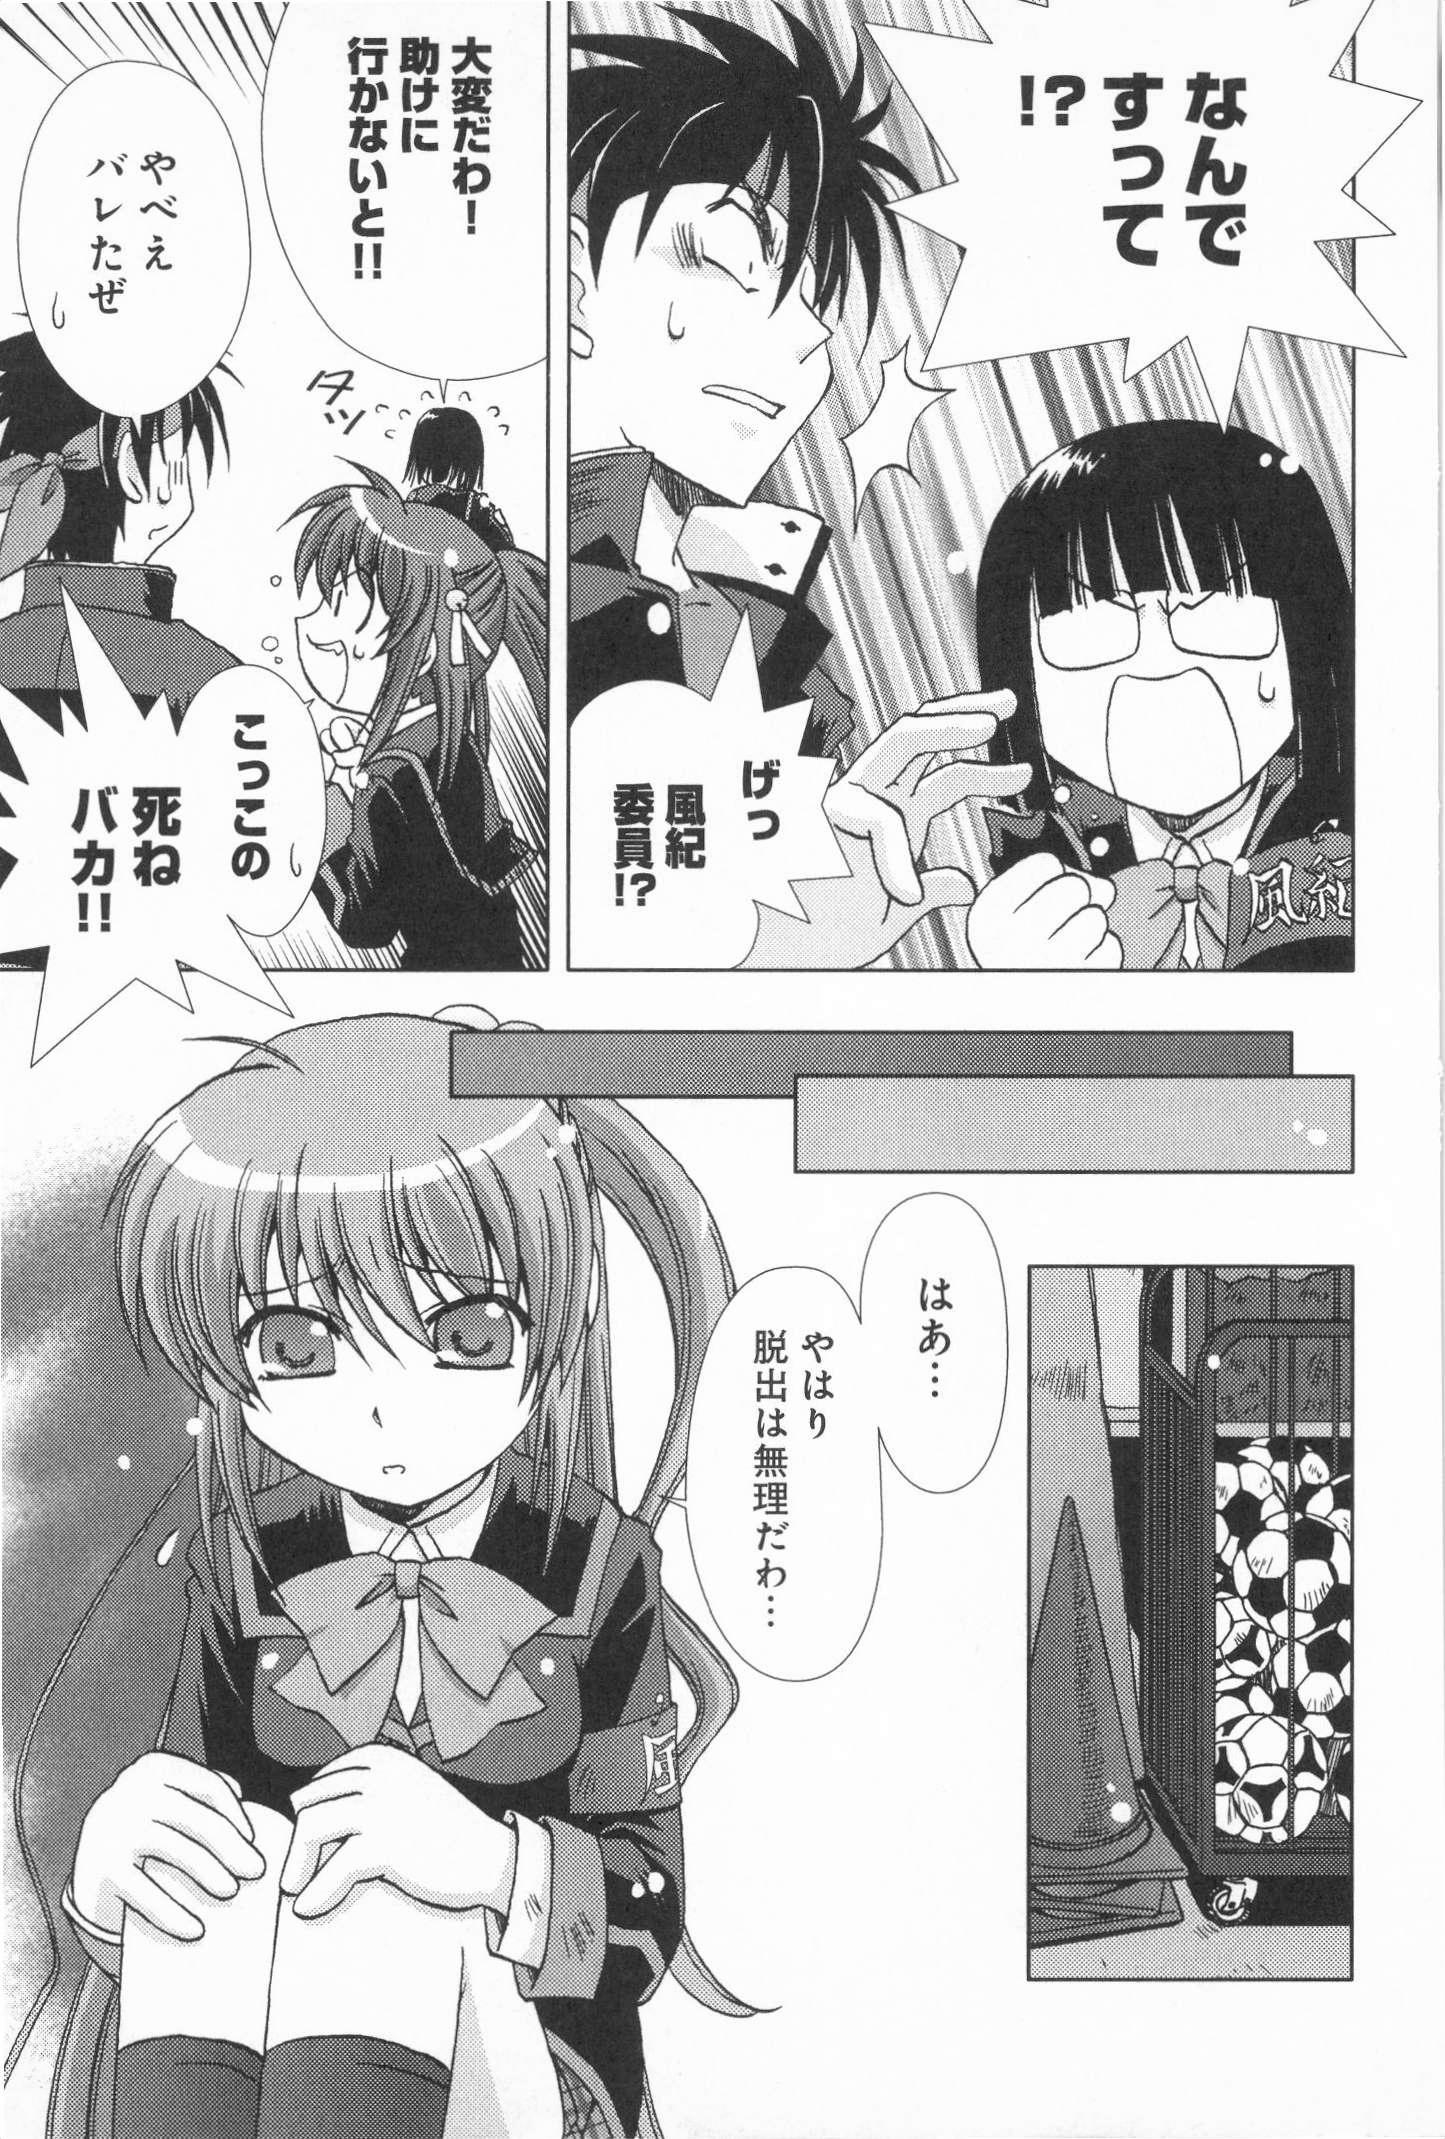 なんで
すって
!?
げっ
風紀
委員!?
風紀
大変だわ！
助けに
行かないと!!
タッ
やべえ
バレたぜ
こっこの
死ね
バカ!!
はあ…
やはり
脱出は無理だわ…